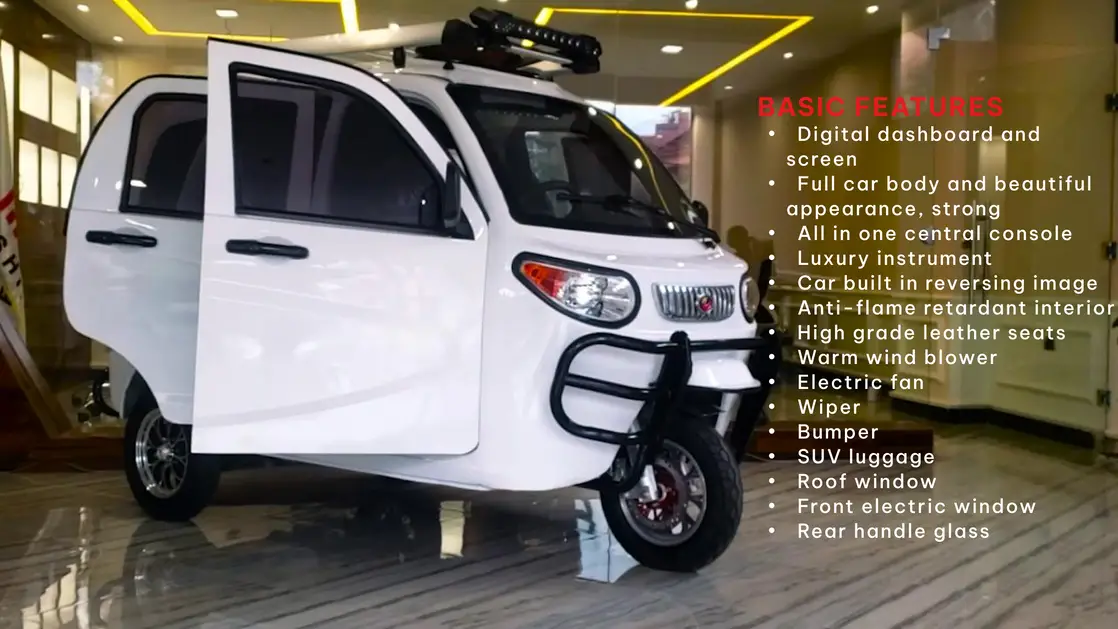 BASIC FEATURES
• Digital dashboard and
screen
• Full car body and beautiful
appearance, strong
• All in one central console
• Luxury instrument
• Car built in reversing image
• Anti-flame retardant interior
• High grade leather seats
• Warm wind blower
• Electric fan
• Wiper
• Bumper
• SUV luggage
• Roof window
• Front electric window
• Rear handle glass